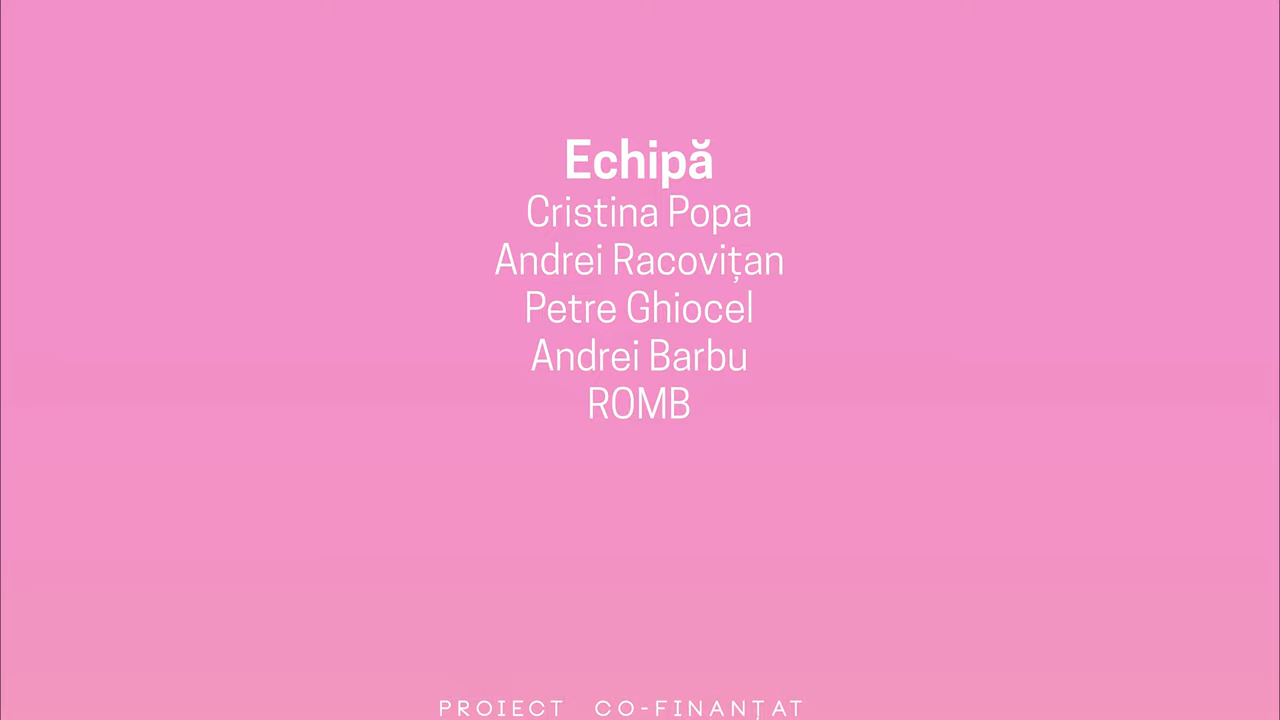 Echipă
Cristina Popa
Andrei Racovițan
Petre Ghiocel
Andrei Barbu
ROMB
PROIECT CO-FINANȚAT